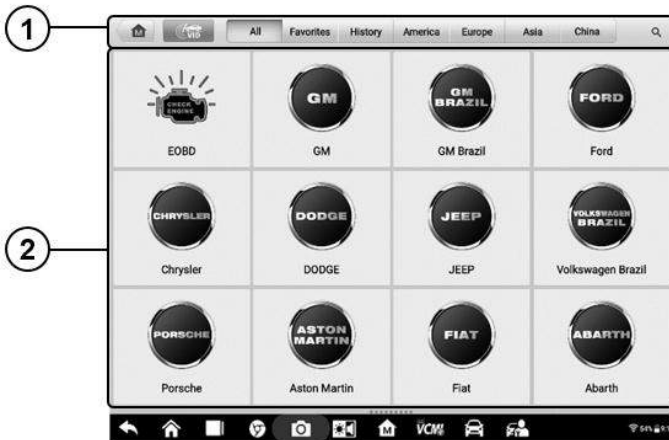 1
M
Auto VID
All
Favorites
History
America
Europe
Asia
China
2
CHECK
ENGINE
EOBD
GM
GM
GM
BRAZIL
GM Brazil
FORD
Ford
CHRYSLER
Chrysler
DODGE
DODGE
JEEP
JEEP
VOLKSWAGEN
BRAZIL
Volkswagen Brazil
PORSCHE
Porsche
ASTON
MARTIN
Aston Martin
FIAT
Fiat
ABARTH
Abarth
M
VCMI